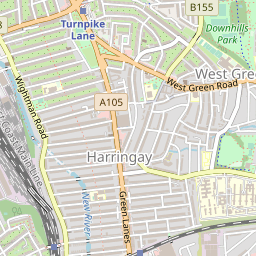 B155
Downhills
Park
Turnpike
Lane
West Gre
West Green Road
A105
Wightman Road
Harringay
New River
Green Lanes